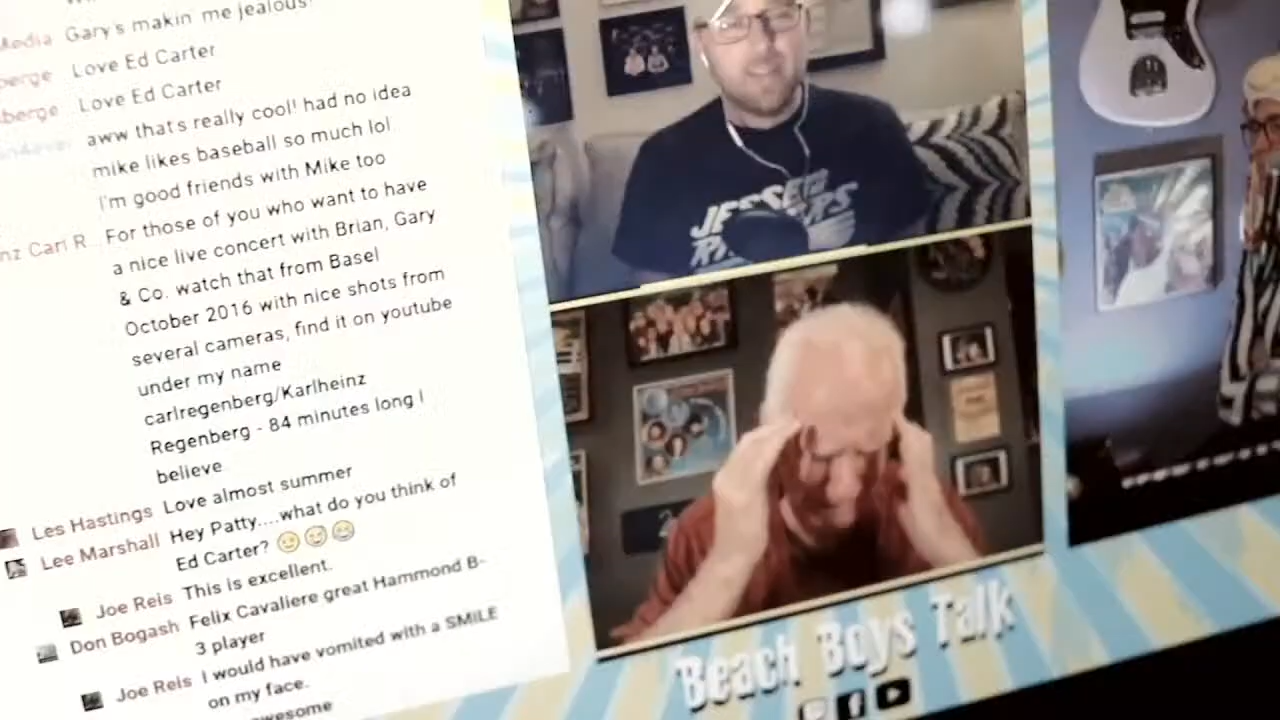 Media Gary's makin me jealous!
berge Love Ed Carter
berge Love Ed Carter
aww that's really cool! had no idea
mike likes baseball so much lol
I'm good friends with Mike too
nz Carl R... For those of you who want to have
a nice live concert with Brian, Gary
& Co. watch that from Basel
October 2016 with nice shots from
several cameras, find it on youtube
under my name
carlregenberg/Karlheinz
Regenberg - 84 minutes long I
believe
Les Hastings Love almost summer
Lee Marshall Hey Patty....what do you think of
Ed Carter? 
Joe Reis This is excellent.
Don Bogash Felix Cavaliere great Hammond B-
3 player
Joe Reis I would have vomited with a SMILE
on my face.
awesome
JESSE
Beach Boys Talk